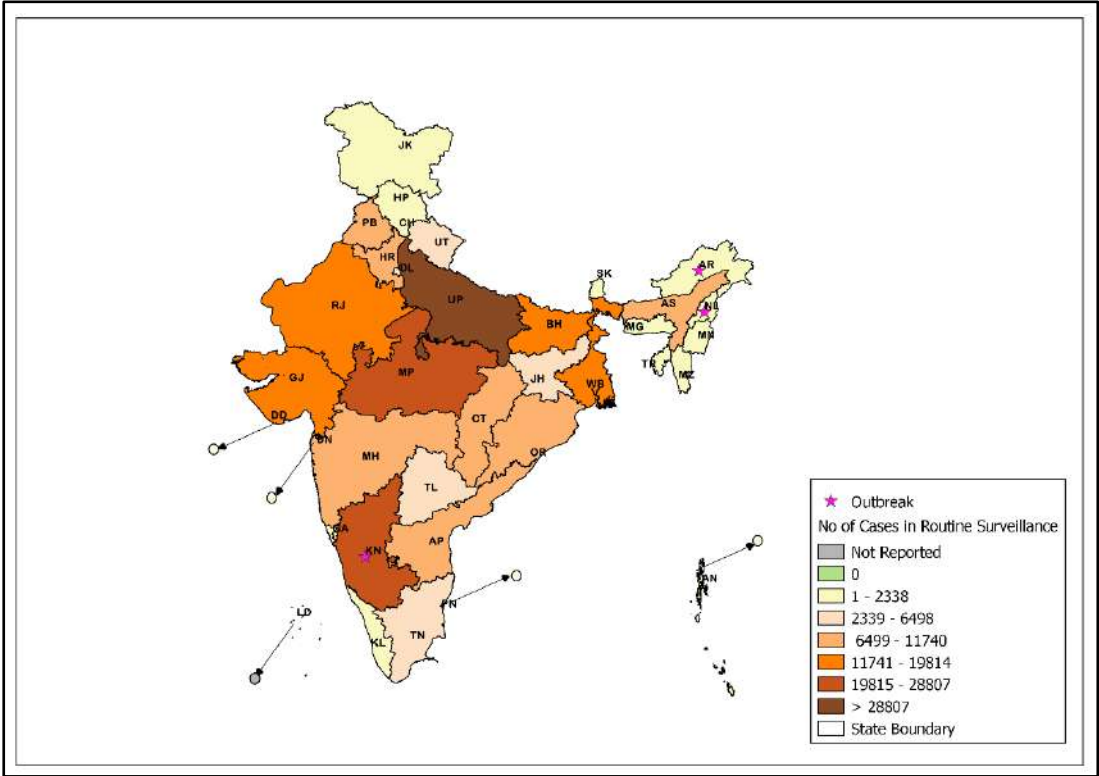 JK
HP
CH
PB
UT
HR
DL
SK
AR
RJ
UP
AS
NL
BH
MG
MN
GJ
MP
TR
MZ
JH
WB
DD
CT
DN
MH
OR
TL
GA
KN
AP
AN
PN
LD
KL
TN
Outbreak
No of Cases in Routine Surveillance
Not Reported
0
1 - 2338
2339 - 6498
6499 - 11740
11741 - 19814
19815 - 28807
> 28807
State Boundary